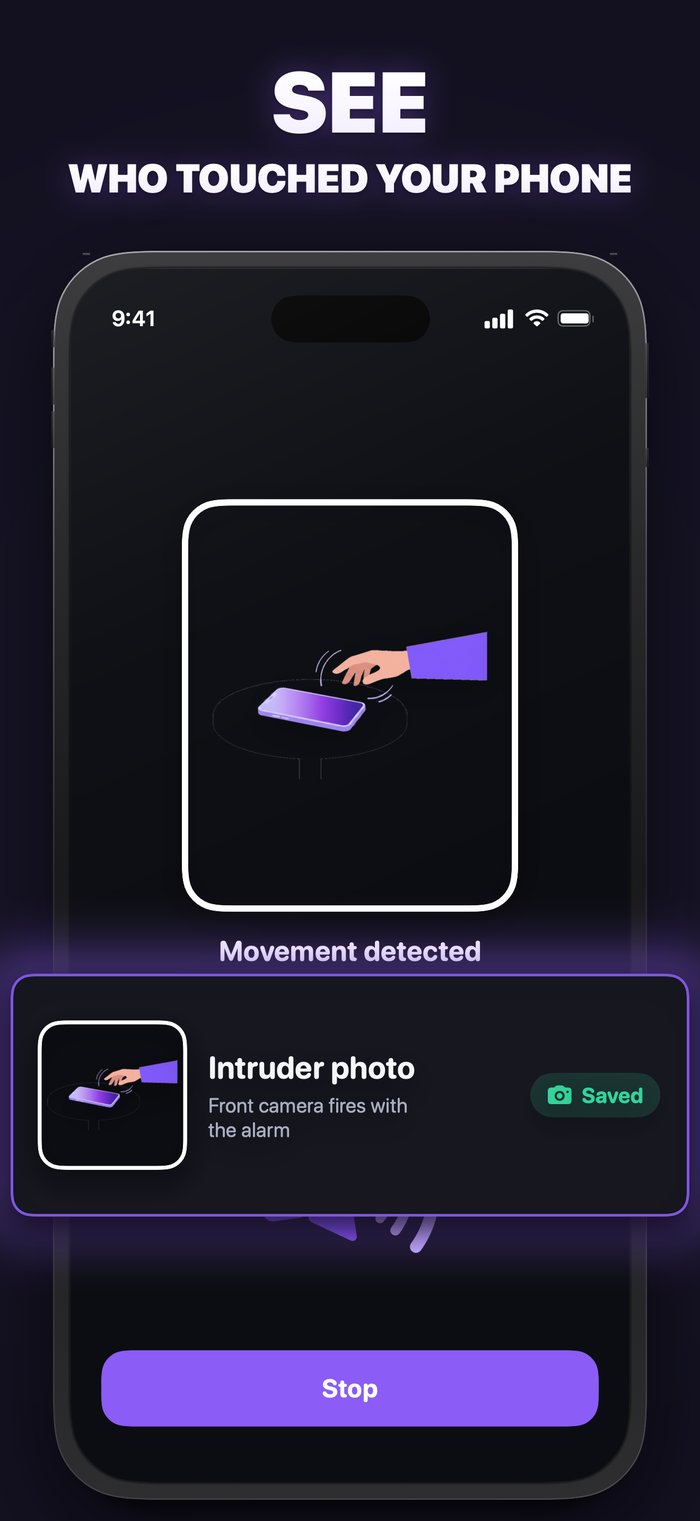 SEE
WHO TOUCHED YOUR PHONE
9:41
Movement detected
Intruder photo
Front camera fires with
the alarm
Saved
Stop